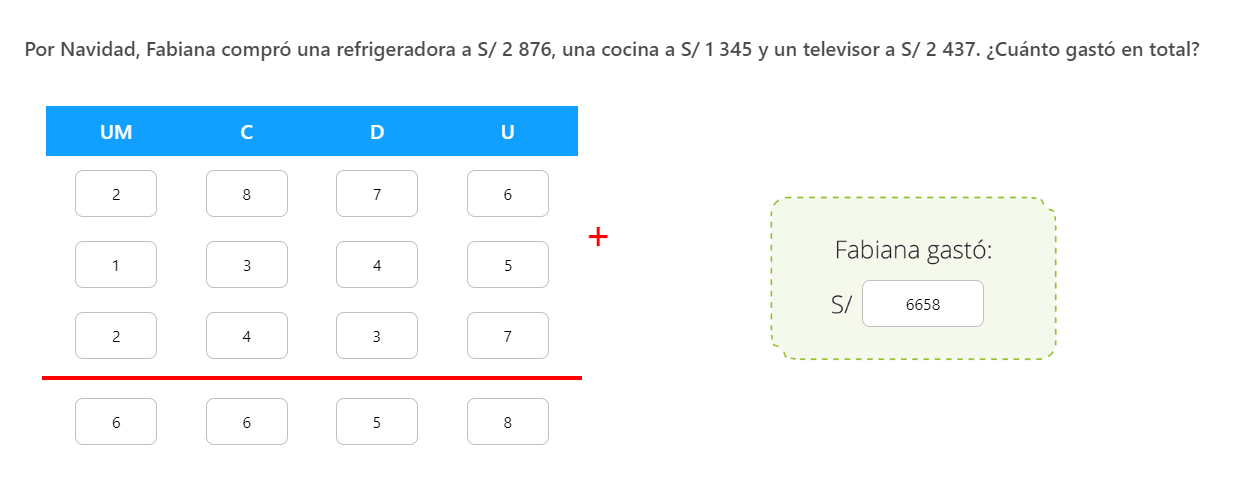 Por Navidad, Fabiana compró una refrigeradora a S/ 2 876, una cocina a S/ 1 345 y un televisor a S/ 2 437. ¿Cuánto gastó en total?
UM C D U
2 8 7 6
+
1 3 4 5
2 4 3 7
6 6 5 8
Fabiana gastó:
S/ 6658